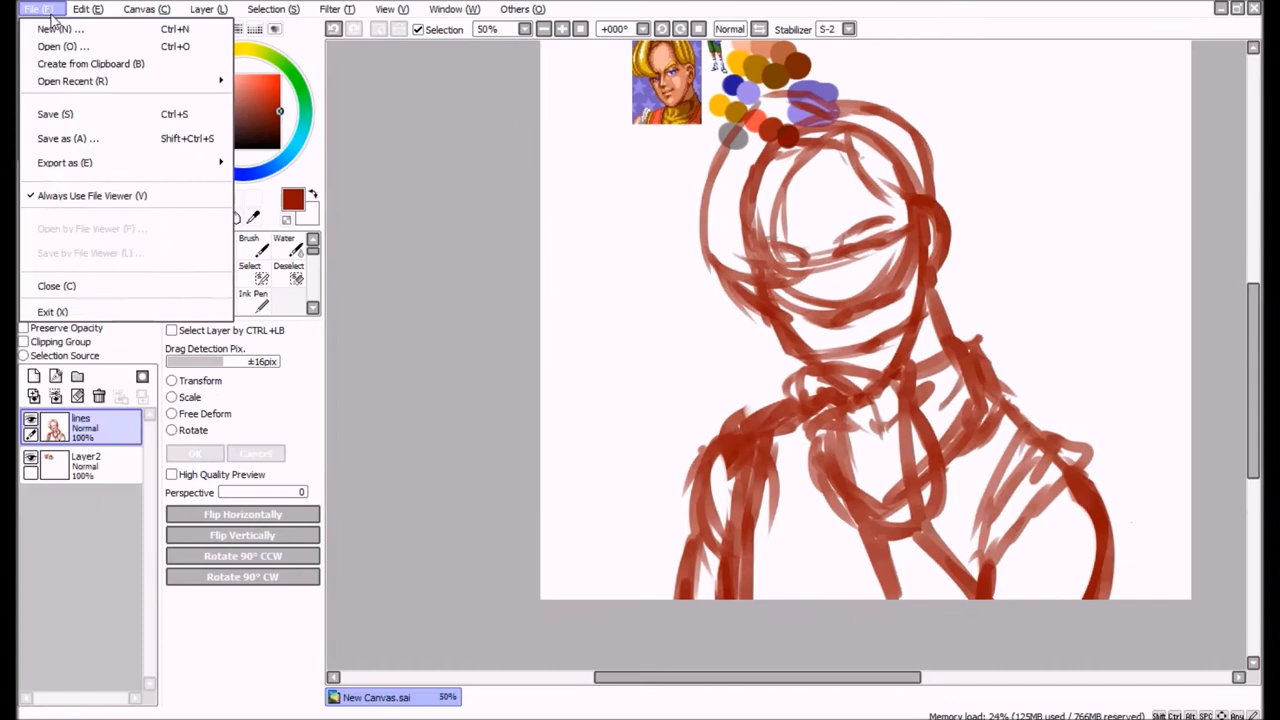 File (F) Edit (E) Canvas (C) Layer (L) Selection (S) Filter (T) View (V) Window (W) Others (O)
New (N) ... Ctrl+N
Open (O) ... Ctrl+O
Create from Clipboard (B)
Open Recent (R)
Save (S) Ctrl+S
Save as (A) ... Shift+Ctrl+S
Export as (E)
Always Use File Viewer (V)
Open by File Viewer (F) ...
Save by File Viewer (L) ...
Close (C)
Exit (X)
Selection 50% +000° Normal Stabilizer S-2
Brush Water
Select Deselect
Ink Pen
Preserve Opacity
Clipping Group
Selection Source
Select Layer by CTRL+LB
Drag Detection Pix.
±16pix
Transform
Scale
Free Deform
Rotate
OK Cancel
High Quality Preview
Perspective 0
Flip Horizontally
Flip Vertically
Rotate 90° CCW
Rotate 90° CW
lines
Normal
100%
Layer2
Normal
100%
New Canvas.sai 50%
Memory load: 24% (125MB used / 766MB reserved) Shift Ctrl Alt SPC Any